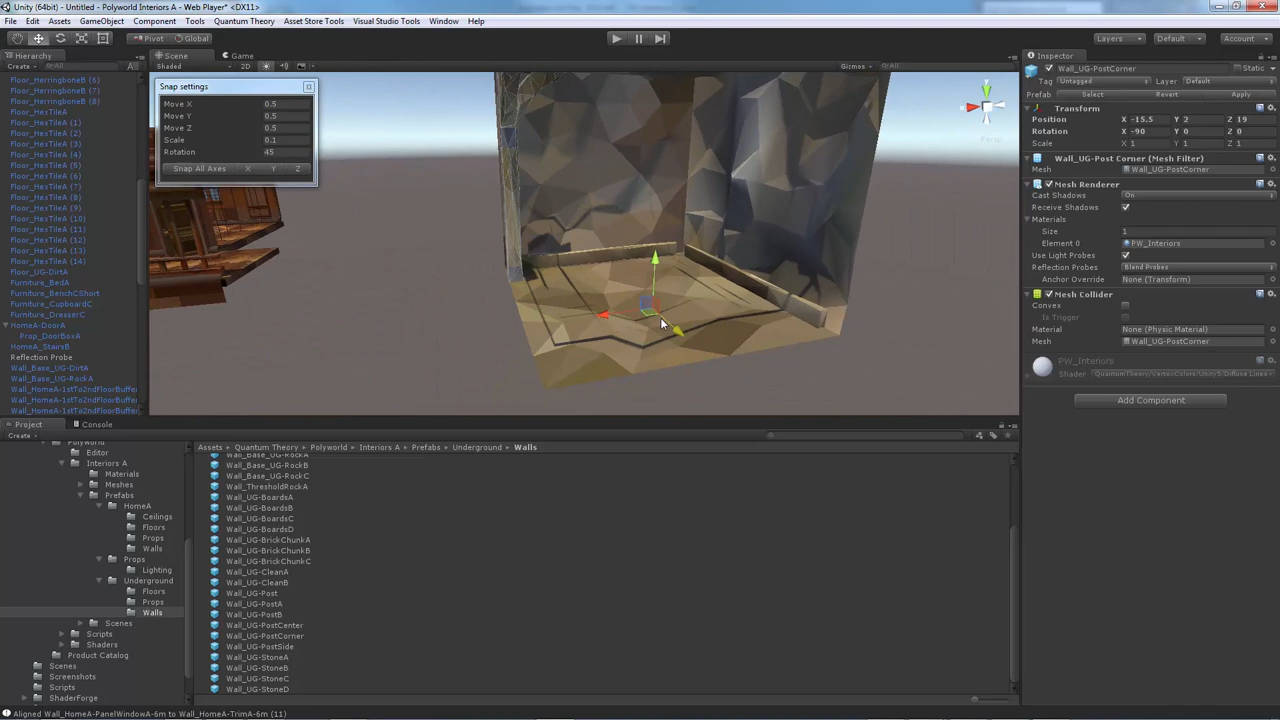 Unity (64bit) - Untitled - Polyworld Interiors A - Web Player* <DX11>
File Edit Assets GameObject Component Tools Quantum Theory Asset Store Tools Visual Studio Tools Window Help
Pivot Global Layers Default Account
Hierarchy
Create All
Floor_HerringboneB (6)
Floor_HerringboneB (7)
Floor_HerringboneB (8)
Floor_HexTileA
Floor_HexTileA (1)
Floor_HexTileA (2)
Floor_HexTileA (3)
Floor_HexTileA (4)
Floor_HexTileA (5)
Floor_HexTileA (6)
Floor_HexTileA (7)
Floor_HexTileA (8)
Floor_HexTileA (9)
Floor_HexTileA (10)
Floor_HexTileA (11)
Floor_HexTileA (12)
Floor_HexTileA (13)
Floor_HexTileA (14)
Floor_UG-DirtA
Furniture_BedA
Furniture_BenchCShort
Furniture_CupboardC
Furniture_DresserC
HomeA-DoorA
Prop_DoorBoxA
HomeA_StairsB
Reflection Probe
Wall_Base_UG-DirtA
Wall_Base_UG-RockA
Wall_HomeA-1stTo2ndFloorBuffer
Wall_HomeA-1stTo2ndFloorBuffer
Wall_HomeA-1stTo2ndFloorBuffer
Scene Game
Shaded 2D Gizmos All
Snap settings
Move X 0.5
Move Y 0.5
Move Z 0.5
Scale 0.1
Rotation 45
Snap All Axes X Y Z
y
Persp
Inspector
Wall_UG-PostCorner Static
Tag Untagged Layer Default
Prefab Select Revert Apply
Transform
Position X -15.5 Y 2 Z 19
Rotation X -90 Y 0 Z 0
Scale X 1 Y 1 Z 1
Wall_UG-Post Corner (Mesh Filter)
Mesh Wall_UG-PostCorner
Mesh Renderer
Cast Shadows On
Receive Shadows
Materials
Size 1
Element 0 PW_Interiors
Use Light Probes
Reflection Probes Blend Probes
Anchor Override None (Transform)
Mesh Collider
Convex
Is Trigger
Material None (Physic Material)
Mesh Wall_UG-PostCorner
PW_Interiors
Shader QuantumTheory/VertexColors/Unity5/Diffuse Lines
Add Component
Project Console
Create
Polyworld
Editor
Interiors A
Materials
Meshes
Prefabs
HomeA
Ceilings
Floors
Props
Walls
Props
Lighting
Underground
Floors
Props
Walls
Scenes
Scripts
Shaders
Product Catalog
Scenes
Screenshots
Scripts
ShaderForge
Assets Quantum Theory Polyworld Interiors A Prefabs Underground Walls
Wall_Base_UG-RockA
Wall_Base_UG-RockB
Wall_Base_UG-RockC
Wall_ThresholdRockA
Wall_UG-BoardsA
Wall_UG-BoardsB
Wall_UG-BoardsC
Wall_UG-BoardsD
Wall_UG-BrickChunkA
Wall_UG-BrickChunkB
Wall_UG-BrickChunkC
Wall_UG-CleanA
Wall_UG-CleanB
Wall_UG-Post
Wall_UG-PostA
Wall_UG-PostB
Wall_UG-PostCenter
Wall_UG-PostCorner
Wall_UG-PostSide
Wall_UG-StoneA
Wall_UG-StoneB
Wall_UG-StoneC
Wall_UG-StoneD
Aligned Wall_HomeA-PanelWindowA-6m to Wall_HomeA-TrimA-6m (11)